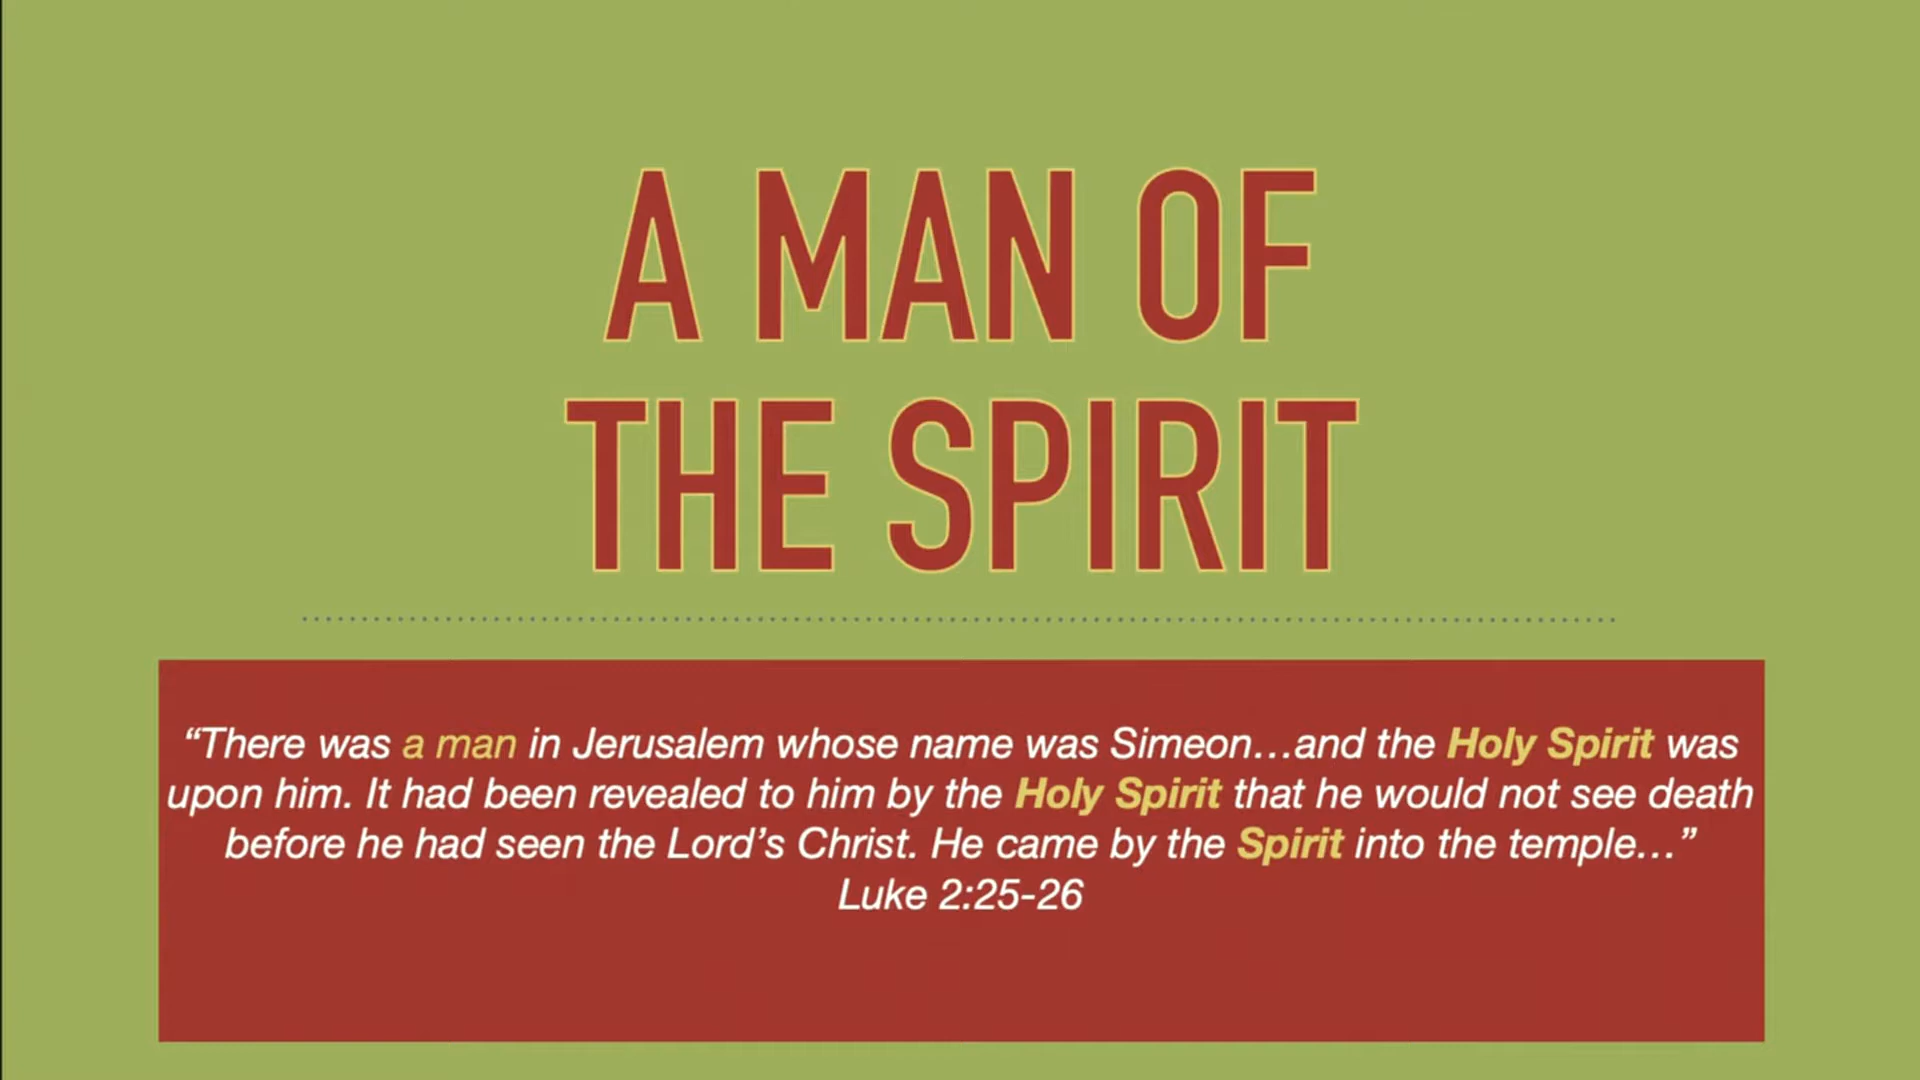 A MAN OF
THE SPIRIT
“There was a man in Jerusalem whose name was Simeon…and the Holy Spirit was
upon him. It had been revealed to him by the Holy Spirit that he would not see death
before he had seen the Lord’s Christ. He came by the Spirit into the temple…”
Luke 2:25-26